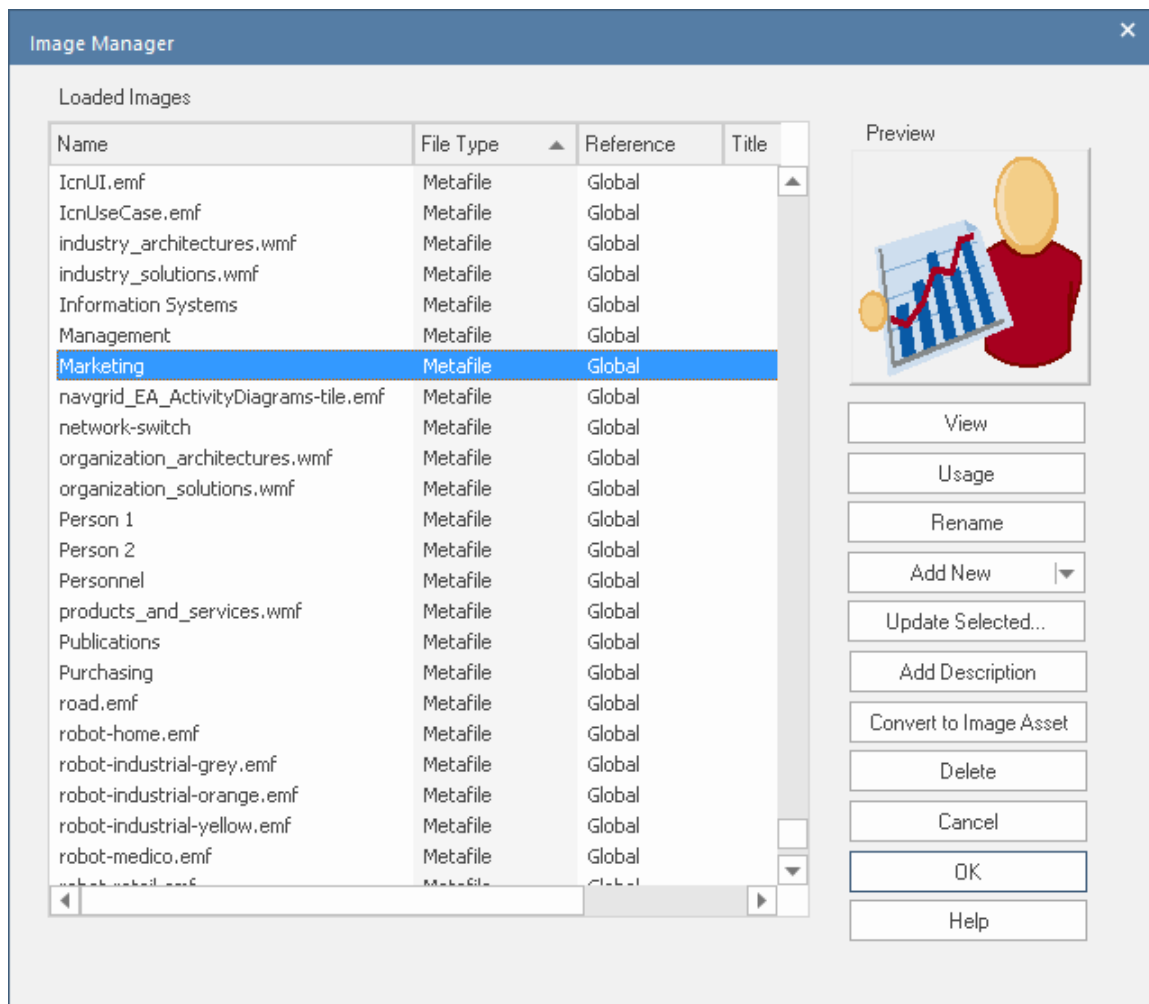 Image Manager
Loaded Images
Name File Type Reference Title
IcnUI.emf Metafile Global
IcnUseCase.emf Metafile Global
industry_architectures.wmf Metafile Global
industry_solutions.wmf Metafile Global
Information Systems Metafile Global
Management Metafile Global
Marketing Metafile Global
navgrid_EA_ActivityDiagrams-tile.emf Metafile Global
network-switch Metafile Global
organization_architectures.wmf Metafile Global
organization_solutions.wmf Metafile Global
Person 1 Metafile Global
Person 2 Metafile Global
Personnel Metafile Global
products_and_services.wmf Metafile Global
Publications Metafile Global
Purchasing Metafile Global
road.emf Metafile Global
robot-home.emf Metafile Global
robot-industrial-grey.emf Metafile Global
robot-industrial-orange.emf Metafile Global
robot-industrial-yellow.emf Metafile Global
robot-medico.emf Metafile Global
Preview
View
Usage
Rename
Add New
Update Selected...
Add Description
Convert to Image Asset
Delete
Cancel
OK
Help